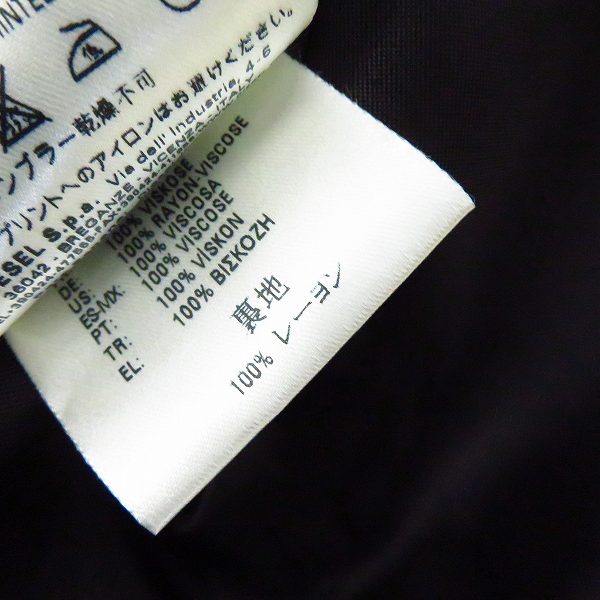 INTED
ンブラー乾燥不可
プリントへのアイロンはお避けください。
ESEL S.p.a. Via dell'Industria, 4-6
36042 - BREGANZE - VICENZA - ITALY
DE: 100% VISKOSE
US: 100% RAYON-VISCOSE
ES-MX: 100% VISCOSA
PT: 100% VISCOSE
TR: 100% VISKON
EL: 100% ΒΙΣΚΟΖΗ
裏地
100% レーヨン